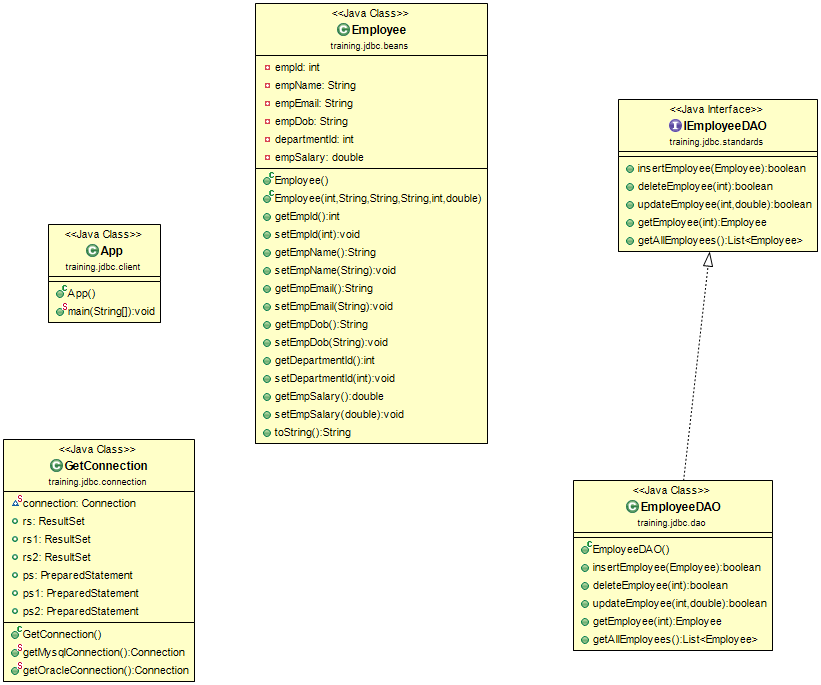 <<Java Class>>
Employee
training.jdbc.beans
empId: int
empName: String
empEmail: String
empDob: String
departmentId: int
empSalary: double
Employee()
Employee(int,String,String,String,int,double)
getEmpId():int
setEmpId(int):void
getEmpName():String
setEmpName(String):void
getEmpEmail():String
setEmpEmail(String):void
getEmpDob():String
setEmpDob(String):void
getDepartmentId():int
setDepartmentId(int):void
getEmpSalary():double
setEmpSalary(double):void
toString():String
<<Java Interface>>
IEmployeeDAO
training.jdbc.standards
insertEmployee(Employee):boolean
deleteEmployee(int):boolean
updateEmployee(int,double):boolean
getEmployee(int):Employee
getAllEmployees():List<Employee>
<<Java Class>>
App
training.jdbc.client
App()
main(String[]):void
<<Java Class>>
GetConnection
training.jdbc.connection
connection: Connection
rs: ResultSet
rs1: ResultSet
rs2: ResultSet
ps: PreparedStatement
ps1: PreparedStatement
ps2: PreparedStatement
GetConnection()
getMysqlConnection():Connection
getOracleConnection():Connection
<<Java Class>>
EmployeeDAO
training.jdbc.dao
EmployeeDAO()
insertEmployee(Employee):boolean
deleteEmployee(int):boolean
updateEmployee(int,double):boolean
getEmployee(int):Employee
getAllEmployees():List<Employee>